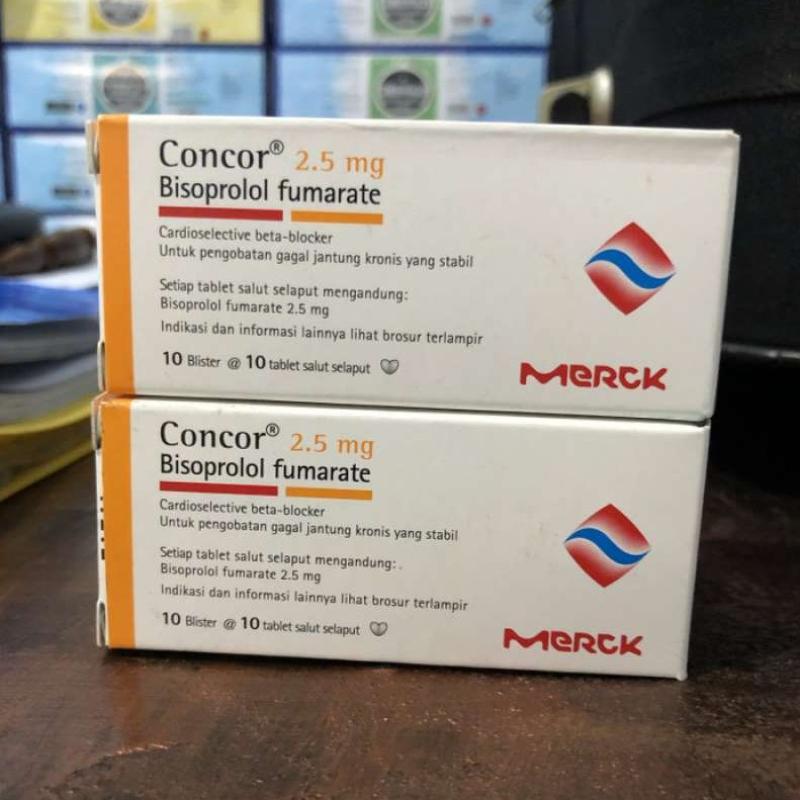 Concor® 2.5 mg
Bisoprolol fumarate
Cardioselective beta-blocker
Untuk pengobatan gagal jantung kronis yang stabil
Setiap tablet salut selaput mengandung:
Bisoprolol fumarate 2.5 mg
Indikasi dan informasi lainnya lihat brosur terlampir
10 Blister @ 10 tablet salut selaput
MERCK
Concor® 2.5 mg
Bisoprolol fumarate
Cardioselective beta-blocker
Untuk pengobatan gagal jantung kronis yang stabil
Setiap tablet salut selaput mengandung:.
Bisoprolol fumarate 2.5 mg
Indikasi dan informasi lainnya lihat brosur terlampir
10 Blister @ 10 tablet salut selaput
MERCK